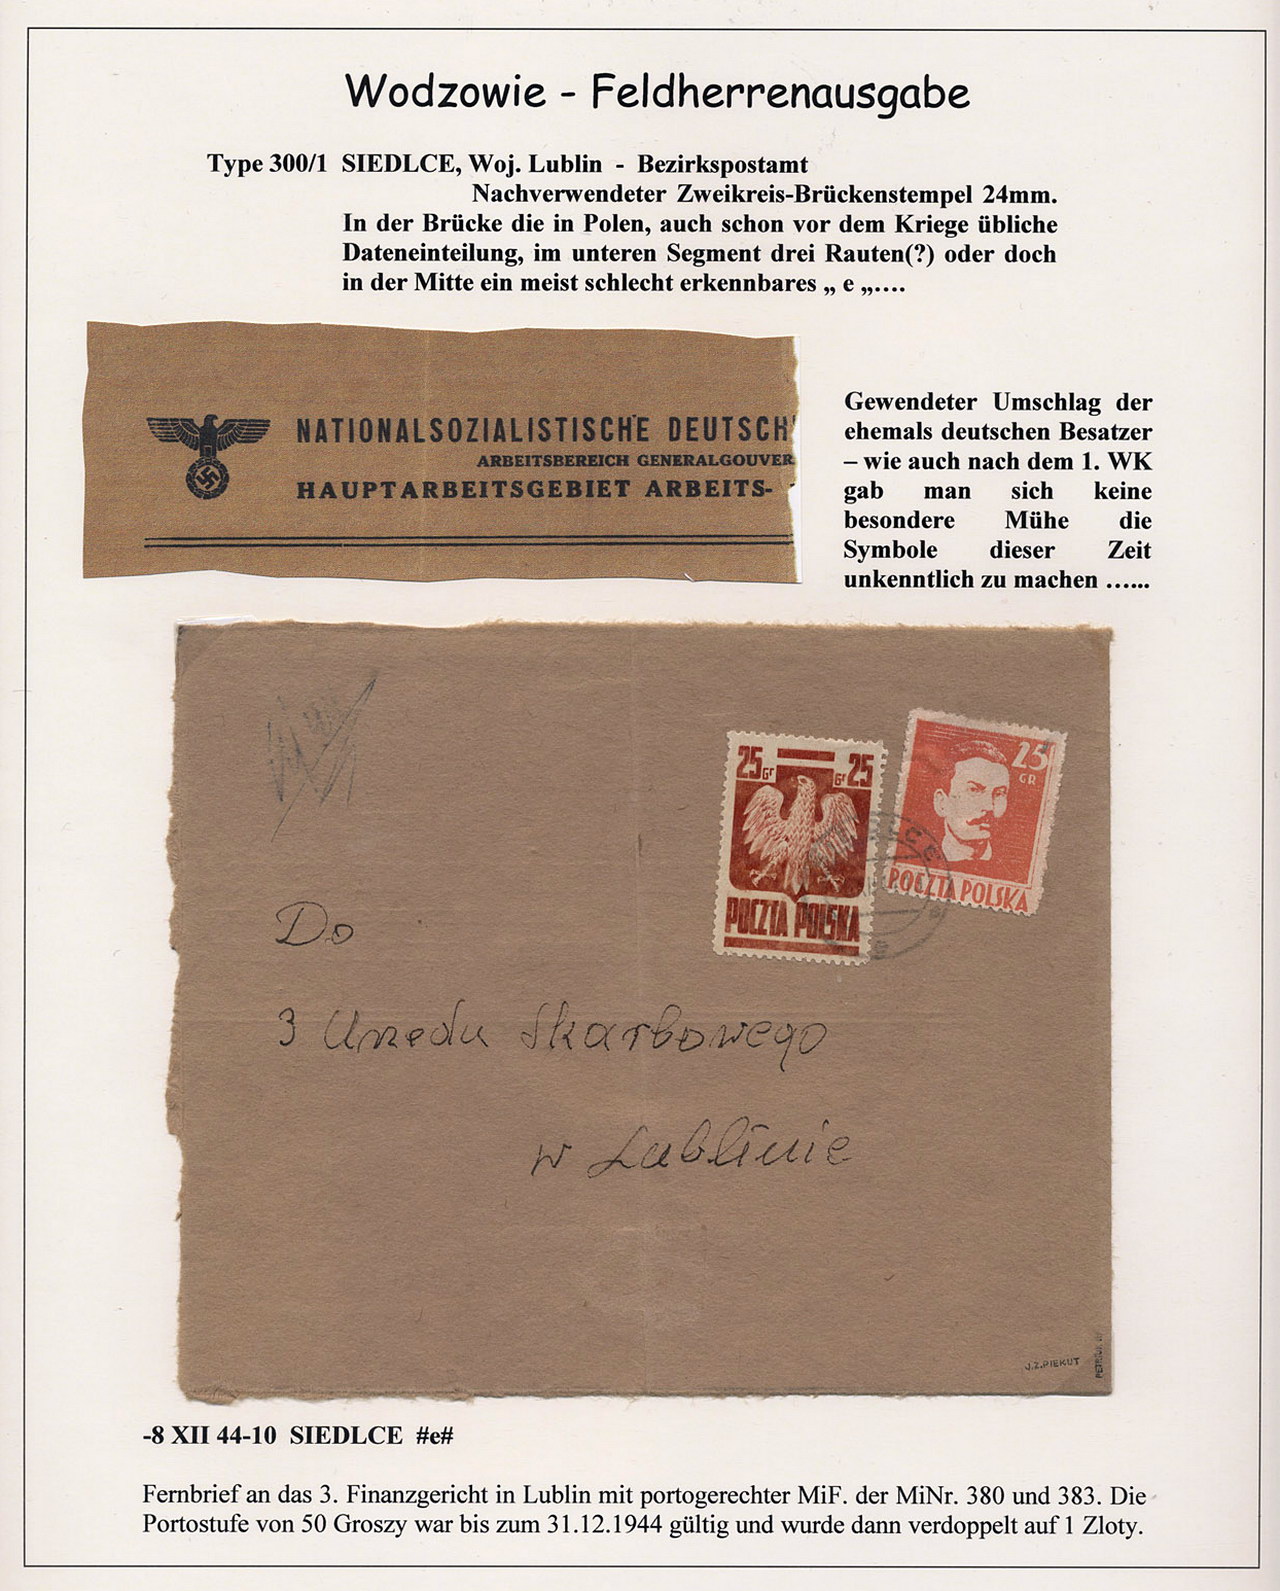 Wodzowie - Feldherrenausgabe
Type 300/1 SIEDLCE, Woj. Lublin - Bezirkspostamt
Nachverwendeter Zweikreis-Brückenstempel 24mm.
In der Brücke die in Polen, auch schon vor dem Kriege übliche
Dateneinteilung, im unteren Segment drei Rauten(?) oder doch
in der Mitte ein meist schlecht erkennbares „ e „….
NATIONALSOZIALISTISCHE DEUTSCH
ARBEITSBEREICH GENERALGOUVER
HAUPTARBEITSGEBIET ARBEITS-
Gewendeter Umschlag der
ehemals deutschen Besatzer
– wie auch nach dem 1. WK
gab man sich keine
besondere Mühe die
Symbole dieser Zeit
unkenntlich zu machen …...
25 Gr Gr 25
POCZTA POLSKA
25
GR
POCZTA POLSKA
Do
3 Urzedu Skarbowego
w Lublinie
J.Z.PIEKUT
-8 XII 44-10 SIEDLCE #e#
Fernbrief an das 3. Finanzgericht in Lublin mit portogerechter MiF. der MiNr. 380 und 383. Die
Portostufe von 50 Groszy war bis zum 31.12.1944 gültig und wurde dann verdoppelt auf 1 Zloty.